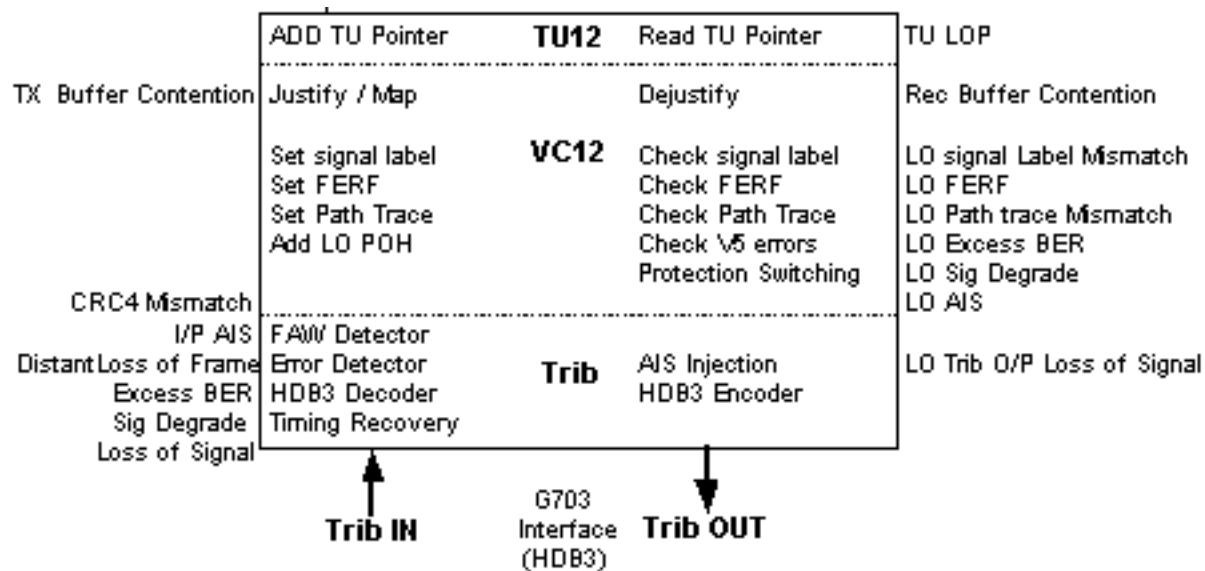 ADD TU Pointer TU12 Read TU Pointer TU LOP
TX Buffer Contention Justify / Map Dejustify Rec Buffer Contention
Set signal label VC12 Check signal label LO signal Label Mismatch
Set FERF Check FERF LO FERF
Set Path Trace Check Path Trace LO Path trace Mismatch
Add LO POH Check V5 errors LO Excess BER
Protection Switching LO Sig Degrade
CRC4 Mismatch LO AIS
I/P AIS FAW Detector
DistantLoss of Frame Error Detector Trib AIS Injection LO Trib O/P Loss of Signal
Excess BER HDB3 Decoder HDB3 Encoder
Sig Degrade Timing Recovery
Loss of Signal
Trib IN G703 Interface (HDB3) Trib OUT